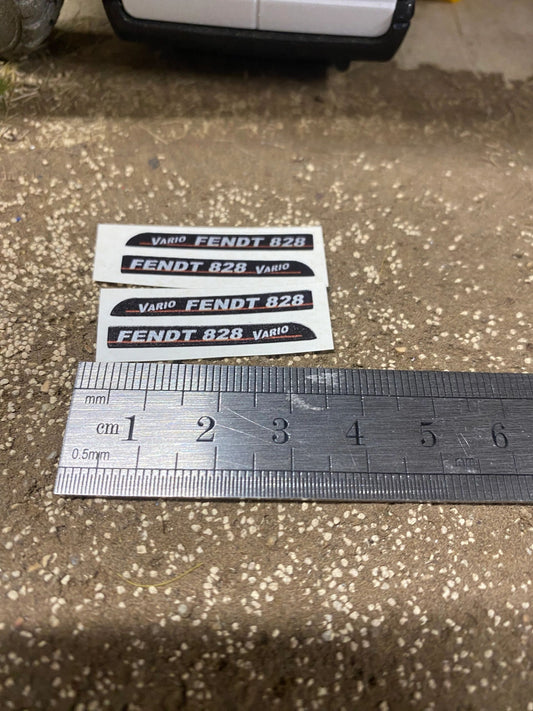 VARIO FENDT 828
FENDT 828 VARIO
VARIO FENDT 828
FENDT 828 VARIO
mm
cm 1 2 3 4 5 6
0.5mm